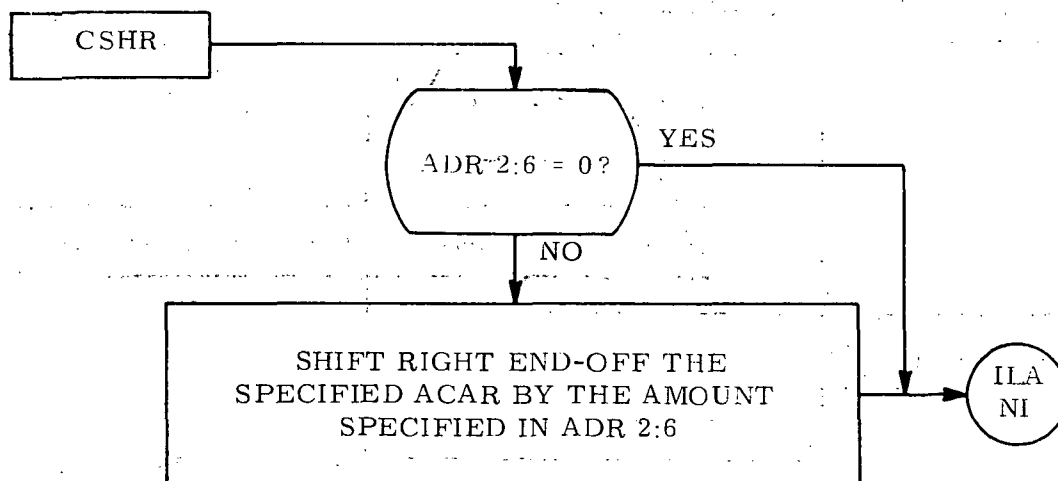 CSHR
ADR 2:6 = 0?
YES
NO
SHIFT RIGHT END-OFF THE
SPECIFIED ACAR BY THE AMOUNT
SPECIFIED IN ADR 2:6
ILA
NI